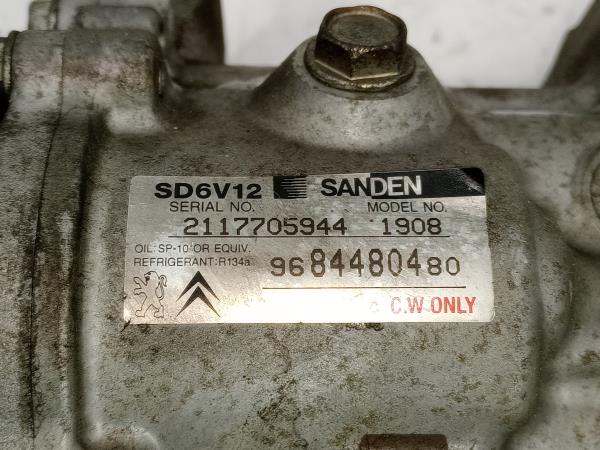 SD6V12 SANDEN
SERIAL NO. MODEL NO.
2117705944 1908
OIL:SP-10 OR EQUIV.
REFRIGERANT:R134a
9684480480
C.W ONLY